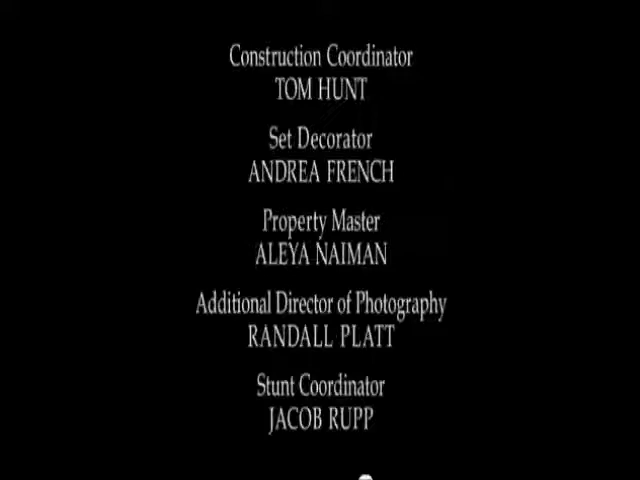 Construction Coordinator
TOM HUNT
Set Decorator
ANDREA FRENCH
Property Master
ALEYA NAIMAN
Additional Director of Photography
RANDALL PLATT
Stunt Coordinator
JACOB RUPP